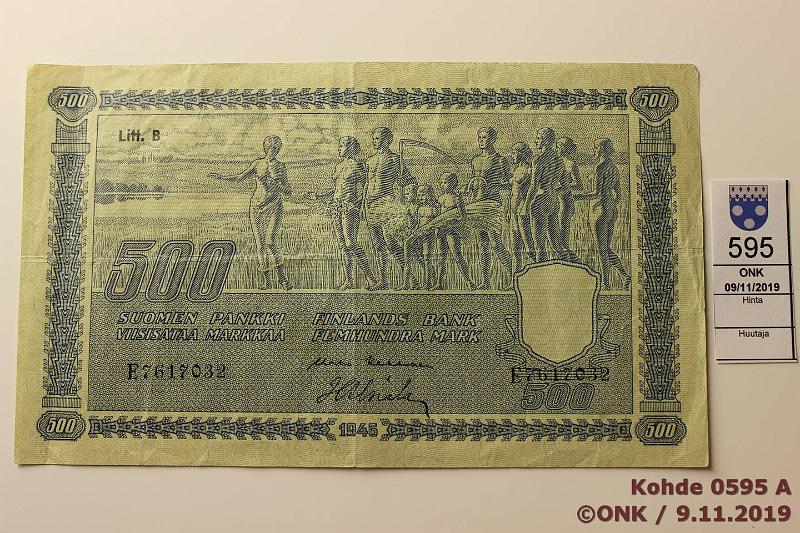 500
500
Litt. B
500
SUOMEN PANKKI
VIISISATAA MARKKAA
FINLANDS BANK
FEMHUNDRA MARK
E7617032
E7617032
500
500
1945
500
595
ONK
09/11/2019
Hinta
Huutaja
Kohde 0595 A
©ONK / 9.11.2019